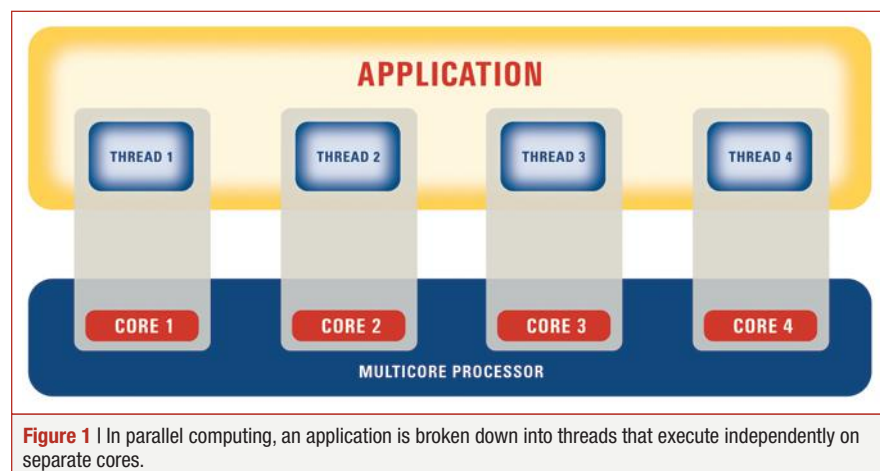 APPLICATION
THREAD 1
THREAD 2
THREAD 3
THREAD 4
CORE 1
CORE 2
CORE 3
CORE 4
MULTICORE PROCESSOR
Figure 1 | In parallel computing, an application is broken down into threads that execute independently on
separate cores.